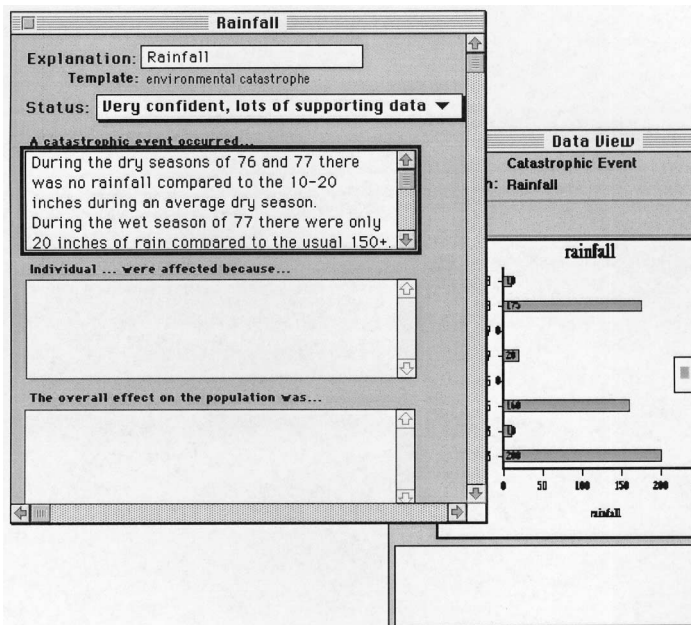 Rainfall
Explanation: Rainfall
Template: environmental catastrophe
Status: Very confident, lots of supporting data
A catastrophic event occurred...
During the dry seasons of 76 and 77 there
was no rainfall compared to the 10-20
inches during an average dry season.
During the wet season of 77 there were only
20 inches of rain compared to the usual 150+.
Individual ... were affected because...
The overall effect on the population was...
Data View
Catastrophic Event
n: Rainfall
rainfall
10
175
0
20
0
160
10
200
0 50 100 150 200
rainfall